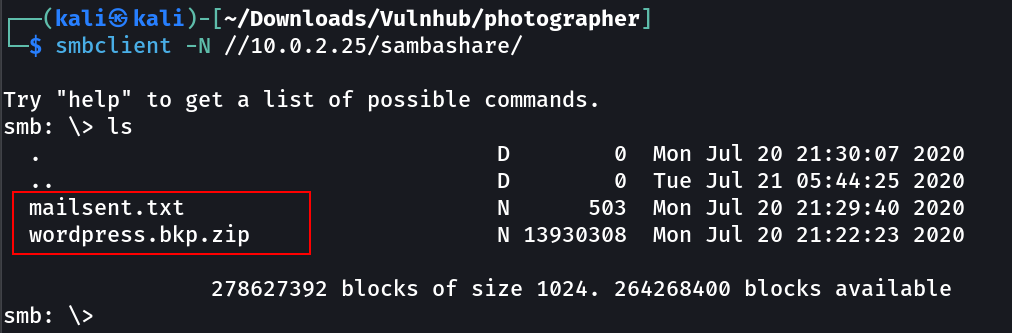 ┌──(kali㉿kali)-[~/Downloads/Vulnhub/photographer]
└─$ smbclient -N //10.0.2.25/sambashare/
Try "help" to get a list of possible commands.
smb: \> ls
  .                                   D        0  Mon Jul 20 21:30:07 2020
  ..                                  D        0  Tue Jul 21 05:44:25 2020
  mailsent.txt                        N      503  Mon Jul 20 21:29:40 2020
  wordpress.bkp.zip                   N 13930308  Mon Jul 20 21:22:23 2020
                278627392 blocks of size 1024. 264268400 blocks available
smb: \>